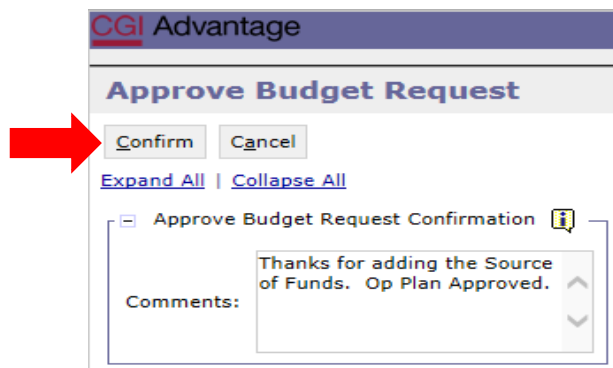 CGI Advantage
Approve Budget Request
Confirm Cancel
Expand All | Collapse All
Approve Budget Request Confirmation
Comments:
Thanks for adding the Source
of Funds.  Op Plan Approved.